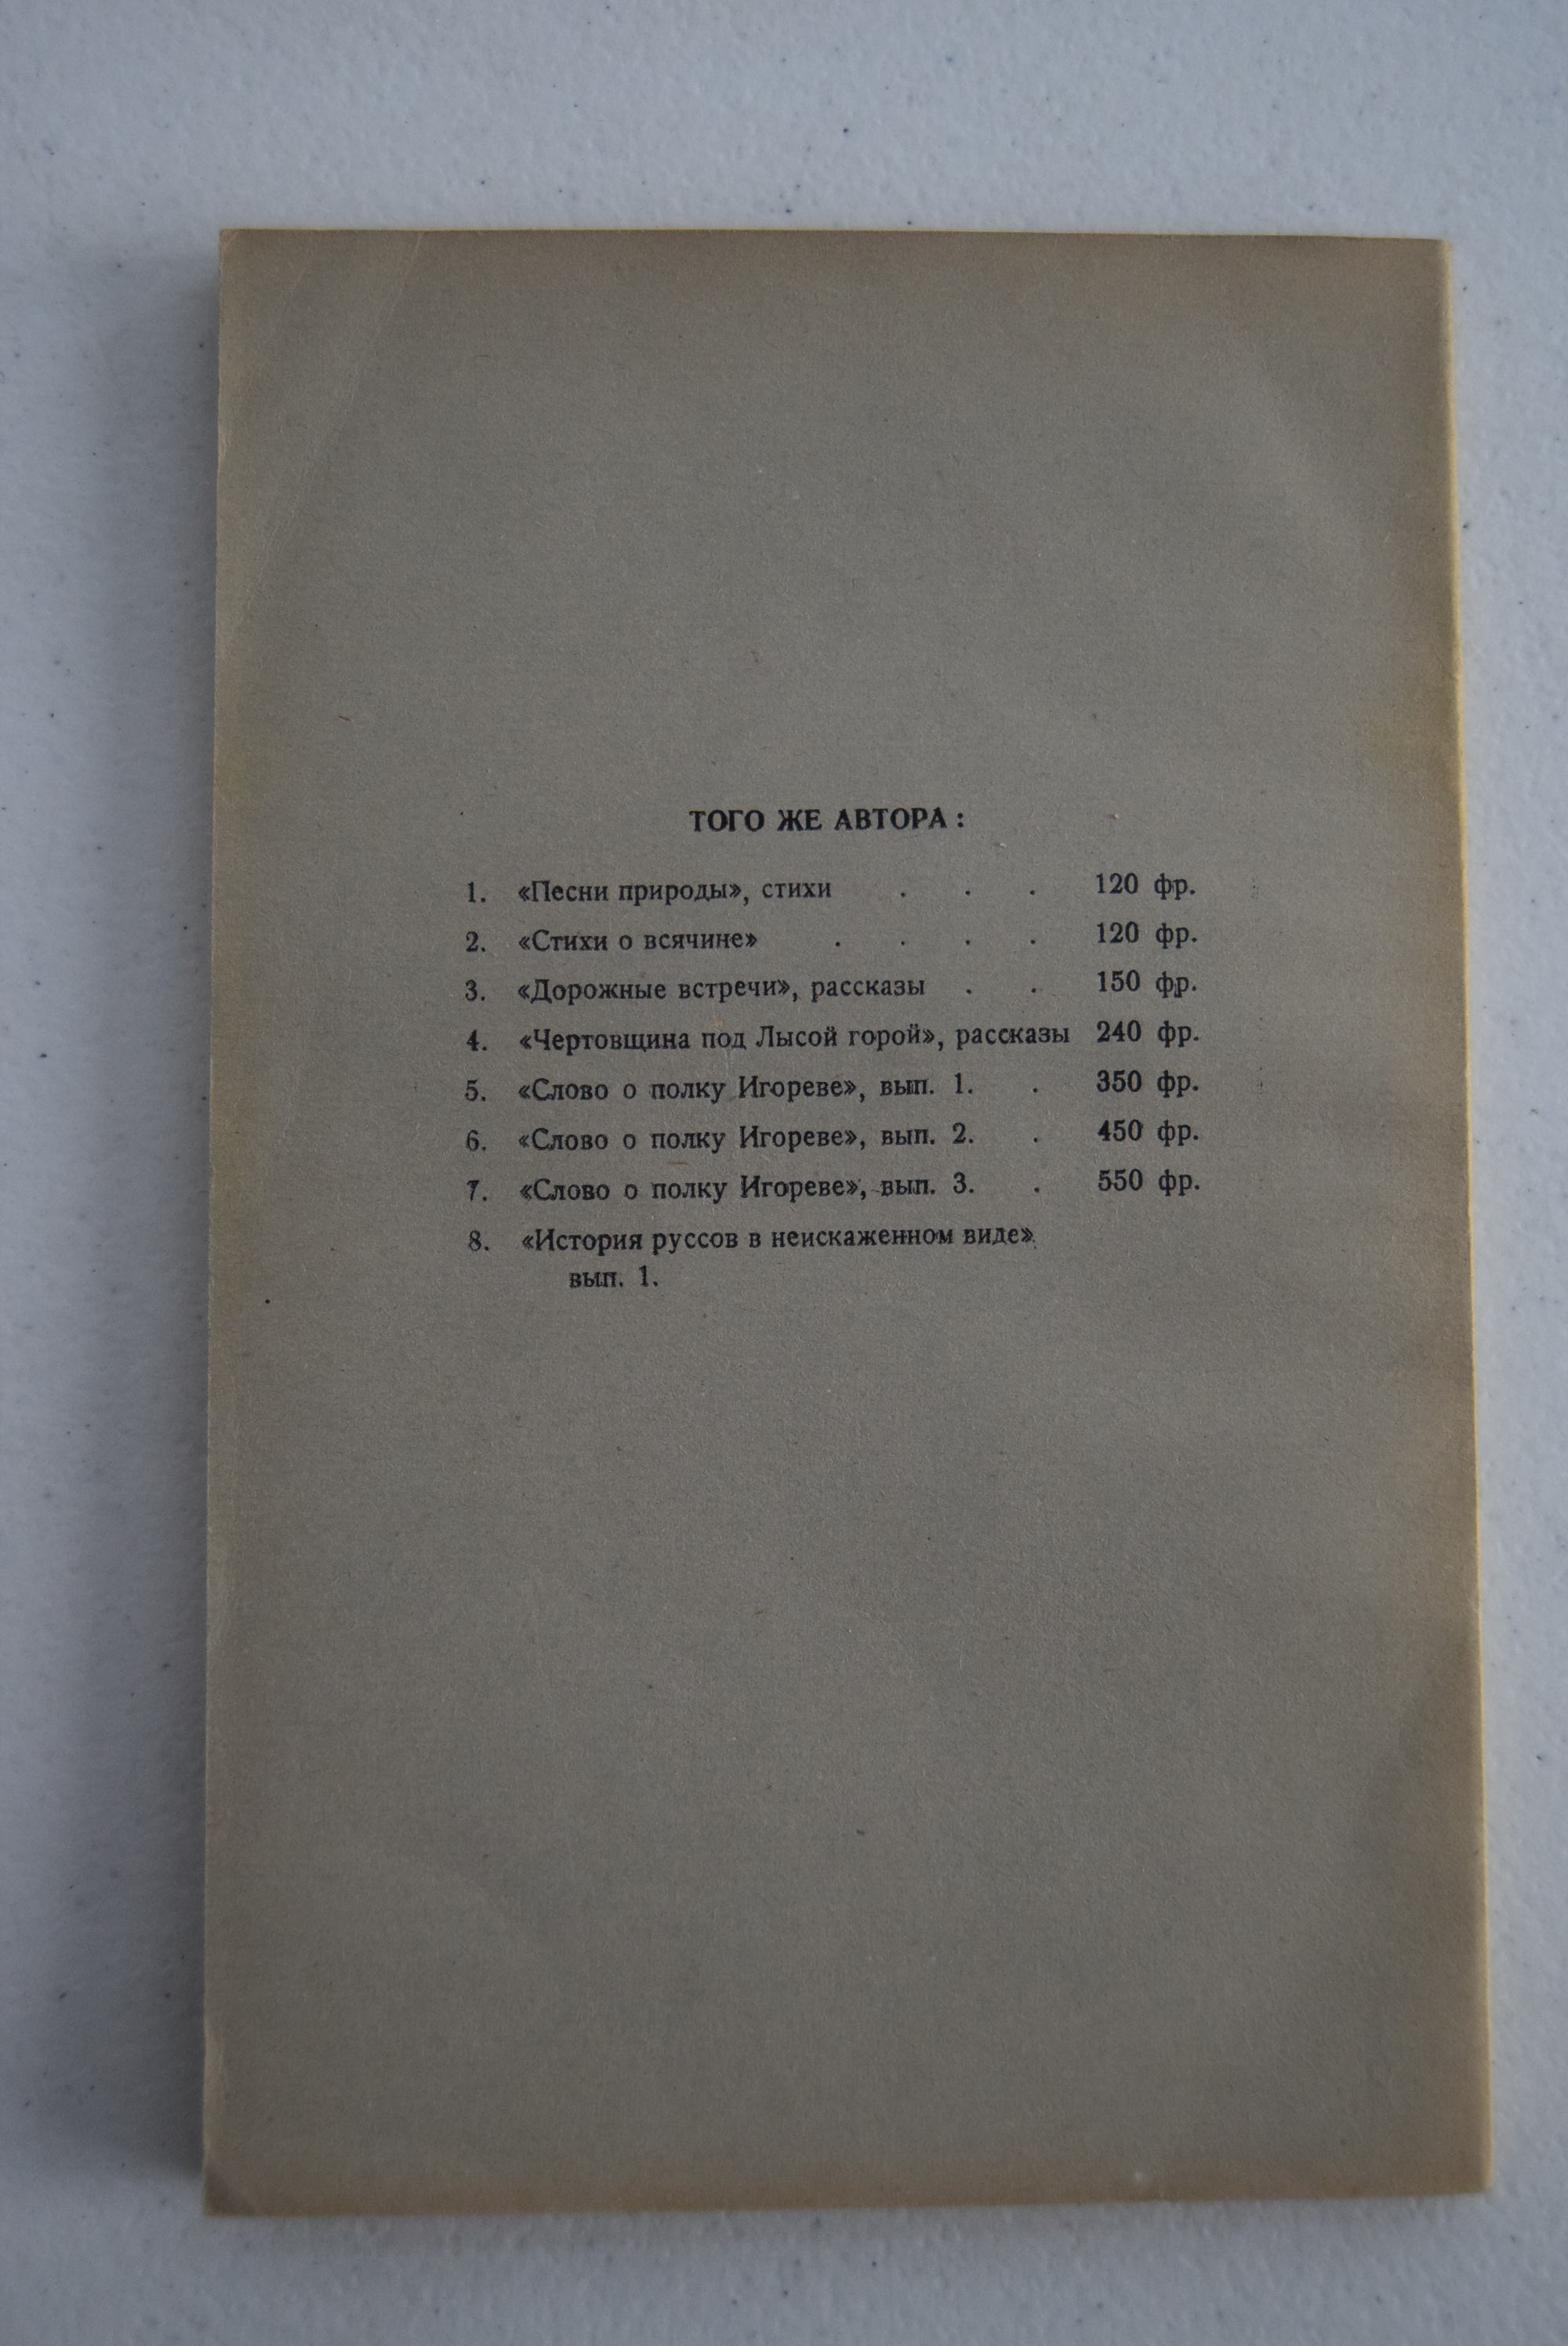 ТОГО ЖЕ АВТОРА :
1. «Песни природы», стихи . . . 120 фр.
2. «Стихи о всячине» . . . . 120 фр.
3. «Дорожные встречи», рассказы . . 150 фр.
4. «Чертовщина под Лысой горой», рассказы 240 фр.
5. «Слово о полку Игореве», вып. 1. . 350 фр.
6. «Слово о полку Игореве», вып. 2. . 450 фр.
7. «Слово о полку Игореве», вып. 3. . 550 фр.
8. «История руссов в неискаженном виде»
вып. 1.